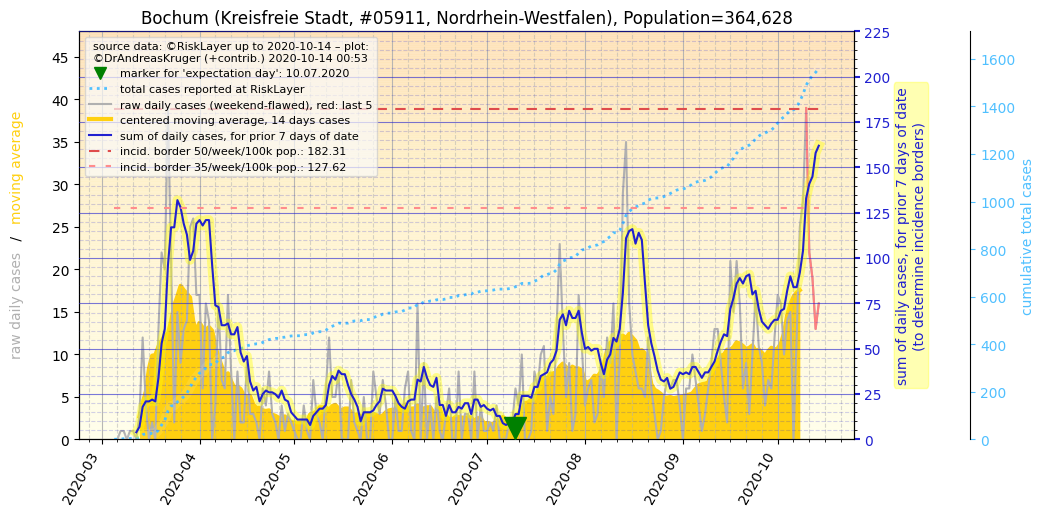 Bochum (Kreisfreie Stadt, #05911, Nordrhein-Westfalen), Population=364,628
source data: ©RiskLayer up to 2020-10-14 – plot:
©DrAndreasKruger (+contrib.) 2020-10-14 00:53
marker for 'expectation day': 10.07.2020
total cases reported at RiskLayer
raw daily cases (weekend-flawed), red: last 5
centered moving average, 14 days cases
sum of daily cases, for prior 7 days of date
incid. border 50/week/100k pop.: 182.31
incid. border 35/week/100k pop.: 127.62
raw daily cases / moving average
45
40
35
30
25
20
15
10
5
0
2020-03
2020-04
2020-05
2020-06
2020-07
2020-08
2020-09
2020-10
225
200
175
150
125
100
75
50
25
0
sum of daily cases, for prior 7 days of date
(to determine incidence borders)
1600
1400
1200
1000
800
600
400
200
0
cumulative total cases